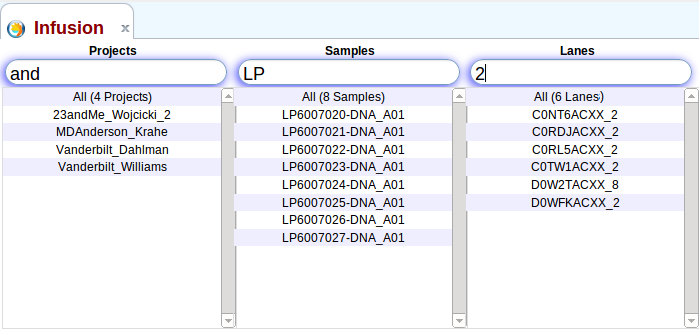 Infusion x
Projects Samples Lanes
and LP 2
All (4 Projects) All (8 Samples) All (6 Lanes)
23andMe_Wojcicki_2 LP6007020-DNA_A01 C0NT6ACXX_2
MDAnderson_Krahe LP6007021-DNA_A01 C0RDJACXX_2
Vanderbilt_Dahlman LP6007022-DNA_A01 C0RL5ACXX_2
Vanderbilt_Williams LP6007023-DNA_A01 C0TW1ACXX_2
LP6007024-DNA_A01 D0W2TACXX_8
LP6007025-DNA_A01 D0WFKACXX_2
LP6007026-DNA_A01
LP6007027-DNA_A01